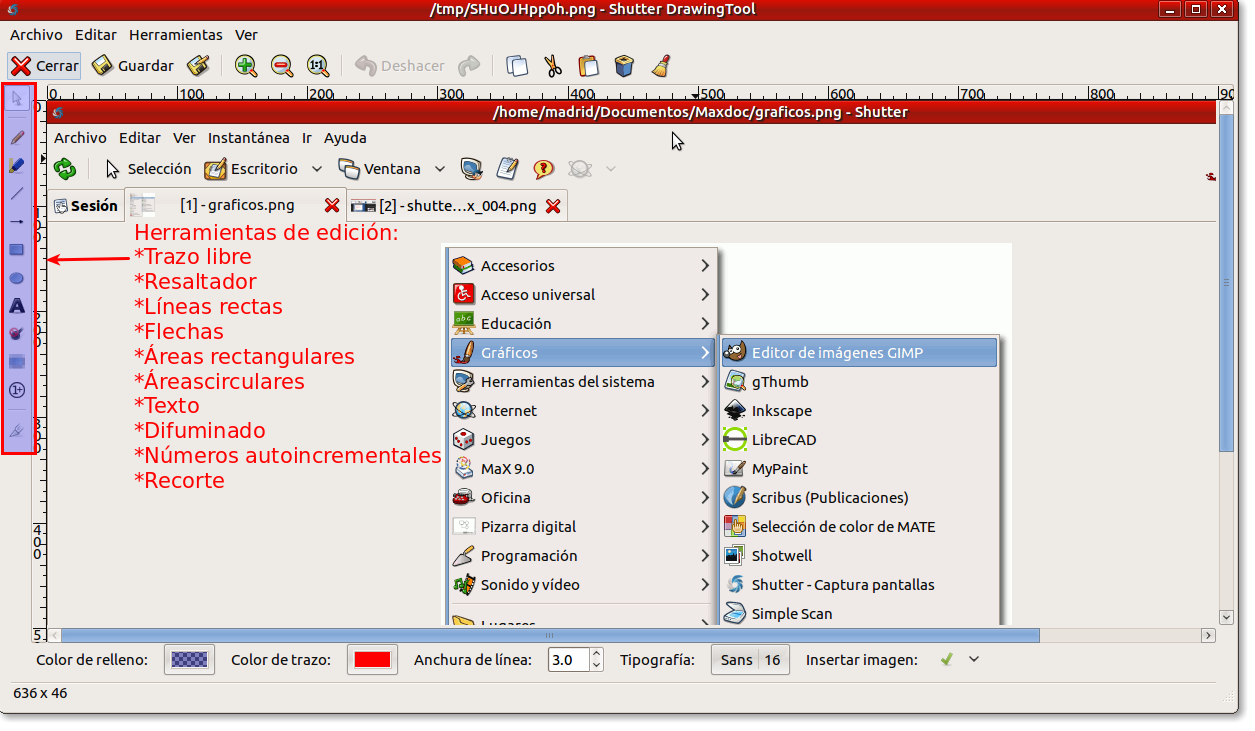 /tmp/SHuOJHpp0h.png - Shutter DrawingTool
Archivo Editar Herramientas Ver
Cerrar Guardar 1:1 Deshacer
0 100 200 300 400 500 600 700 800 90
/home/madrid/Documentos/Maxdoc/graficos.png - Shutter
Archivo Editar Ver Instantánea Ir Ayuda
Selección Escritorio Ventana
Sesión [1] - graficos.png [2] - shutte...x_004.png
Herramientas de edición:
*Trazo libre
*Resaltador
*Líneas rectas
*Flechas
*Áreas rectangulares
*Áreascirculares
*Texto
*Difuminado
*Números autoincrementales
*Recorte
Accesorios
Acceso universal
Educación
Gráficos
Herramientas del sistema
Internet
Juegos
MaX 9.0
Oficina
Pizarra digital
Programación
Sonido y vídeo
Lugares
Editor de imágenes GIMP
gThumb
Inkscape
LibreCAD
MyPaint
Scribus (Publicaciones)
Selección de color de MATE
Shotwell
Shutter - Captura pantallas
Simple Scan
Color de relleno: Color de trazo: Anchura de línea: 3.0 Tipografía: Sans 16 Insertar imagen:
636 x 46